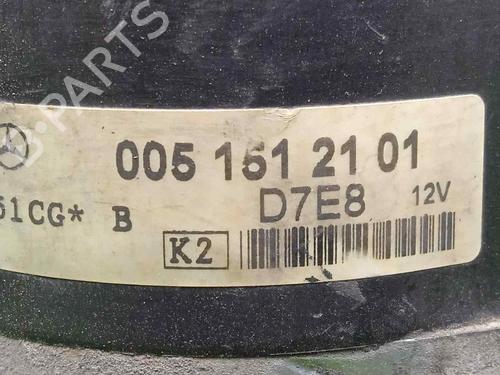 B-PARTS
005 151 21 01
61CG* B
D7E8 12V
K2